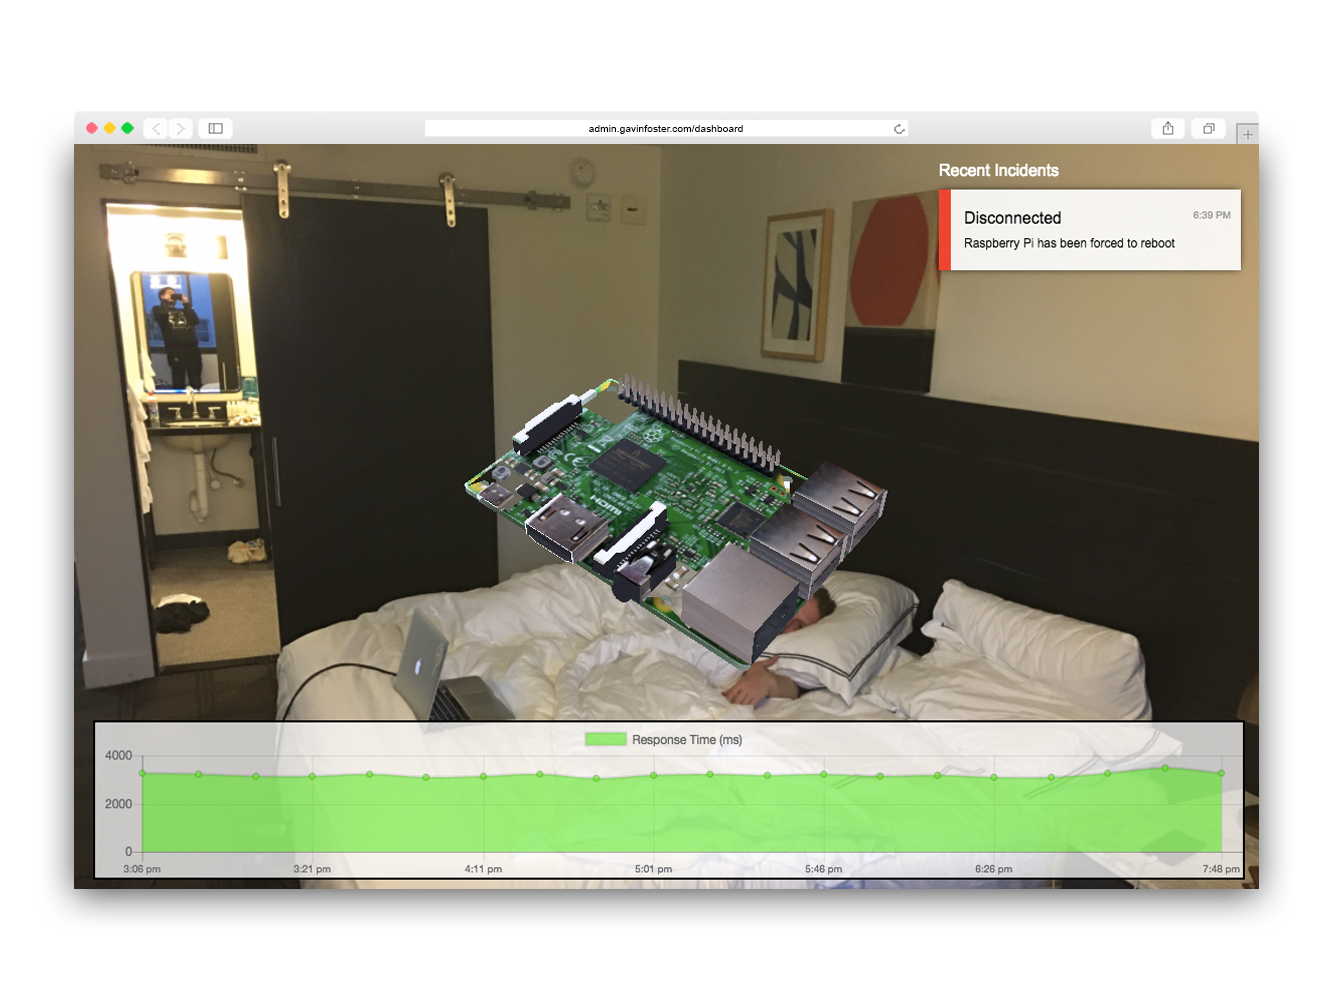 admin.gavinfoster.com/dashboard
Recent Incidents
Disconnected
6:39 PM
Raspberry Pi has been forced to reboot
HDMI
Response Time (ms)
4000
2000
0
3:06 pm
3:21 pm
4:11 pm
5:01 pm
5:46 pm
6:26 pm
7:48 pm